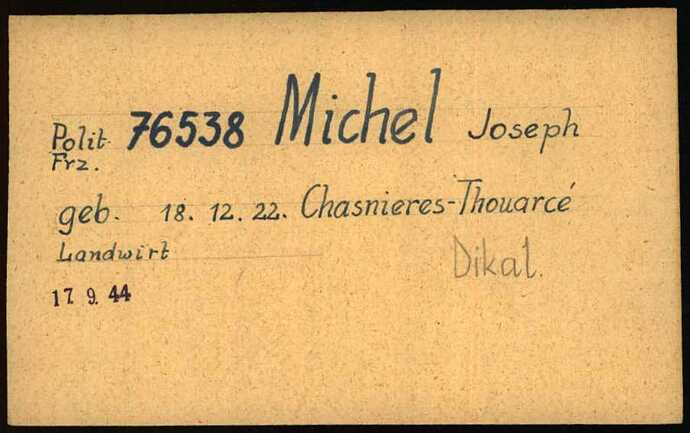 Polit. 76538 Michel Joseph
Frz.
geb. 18. 12. 22. Chasnieres-Thouarcé
Landwirt
Dikal.
17. 9. 44